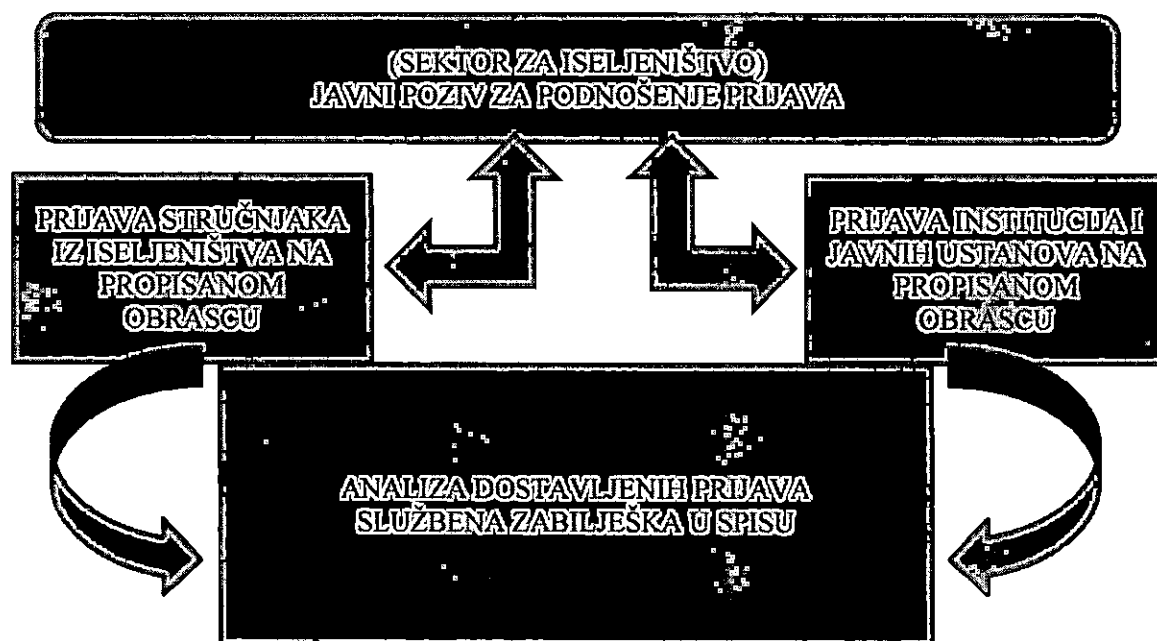 (SEKTOR ZA ISELJENIŠTVO)
JAVNI POZIV ZA PODNOŠENJE PRIJAVA
PRIJAVA STRUČNJAKA
IZ ISELJENIŠTVA NA
PROPISANOM
OBRASCU
PRIJAVA INSTITUCIJA I
JAVNIH USTANOVA NA
PROPISANOM
OBRASCU
ANALIZA DOSTAVLJENIH PRIJAVA
SLUŽBENA ZABILJEŠKA U SPISU